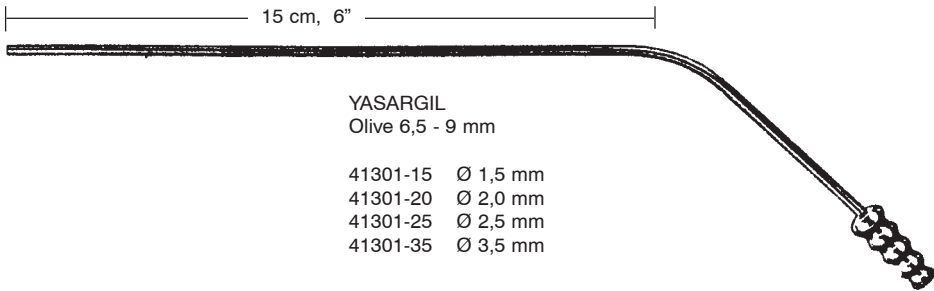 15 cm,  6”
YASARGIL
Olive 6,5 - 9 mm
41301-15 Ø 1,5 mm
41301-20 Ø 2,0 mm
41301-25 Ø 2,5 mm
41301-35 Ø 3,5 mm